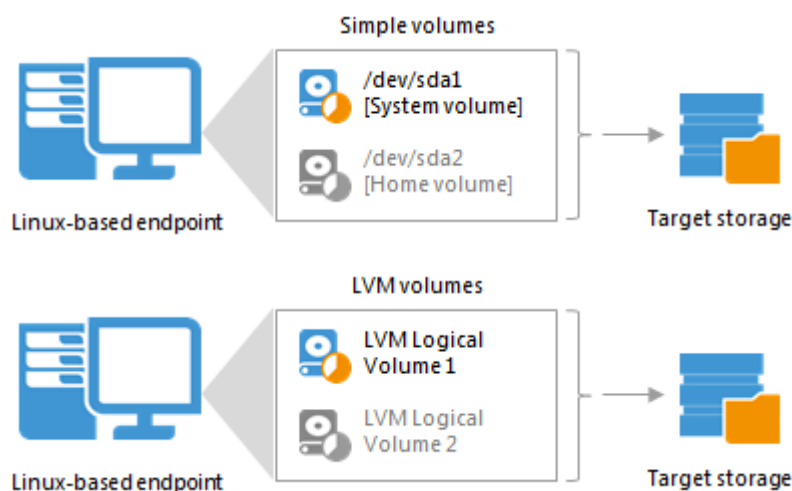 Simple volumes
/dev/sda1
[System volume]
/dev/sda2
[Home volume]
Linux-based endpoint
Target storage
LVM volumes
LVM Logical
Volume 1
LVM Logical
Volume 2
Linux-based endpoint
Target storage